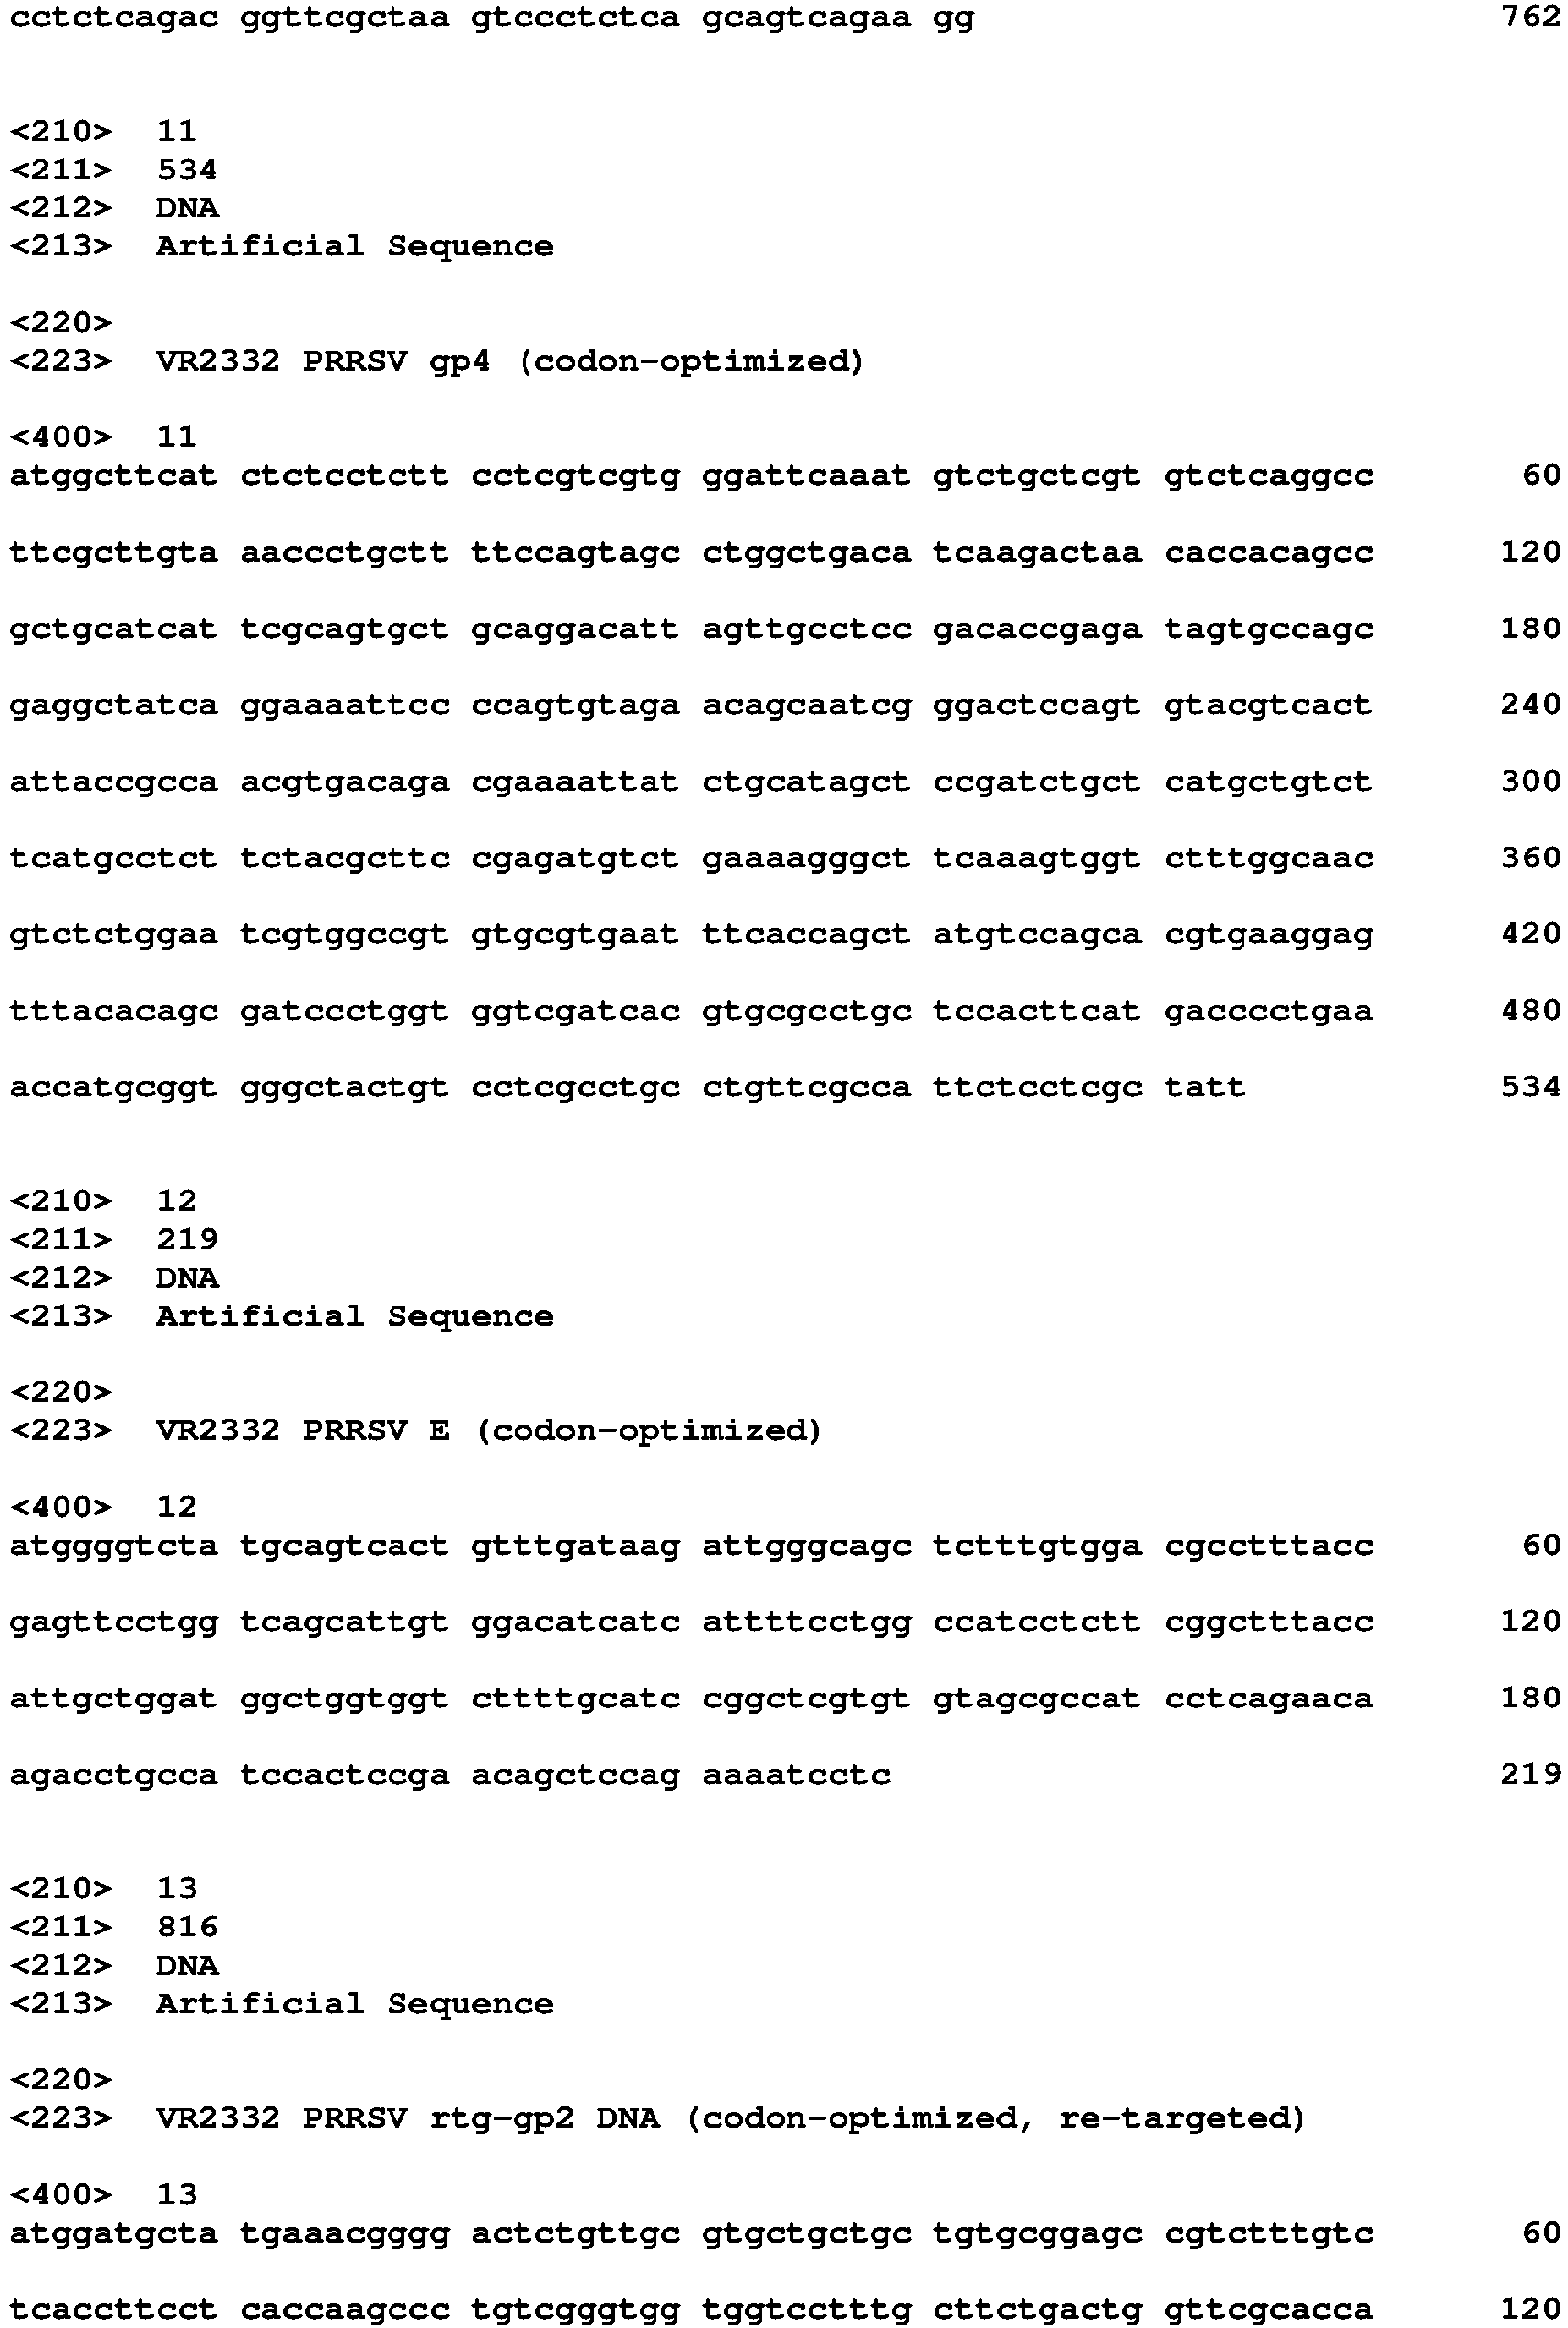 cctctcagac ggttcgctaa gtccctctca gcagtcagaa gg 762
<210> 11
<211> 534
<212> DNA
<213> Artificial Sequence
<220>
<223> VR2332 PRRSV gp4 (codon-optimized)
<400> 11
atggcttcat ctctcctctt cctcgtcgtg ggattcaaat gtctgctcgt gtctcaggcc 60
ttcgcttgta aaccctgctt ttccagtagc ctggctgaca tcaagactaa caccacagcc 120
gctgcatcat tcgcagtgct gcaggacatt agttgcctcc gacaccgaga tagtgccagc 180
gaggctatca ggaaaattcc ccagtgtaga acagcaatcg ggactccagt gtacgtcact 240
attaccgcca acgtgacaga cgaaaattat ctgcatagct ccgatctgct catgctgtct 300
tcatgcctct tctacgcttc cgagatgtct gaaaagggct tcaaagtggt ctttggcaac 360
gtctctggaa tcgtggccgt gtgcgtgaat ttcaccagct atgtccagca cgtgaaggag 420
tttacacagc gatccctggt ggtcgatcac gtgcgcctgc tccacttcat gacccctgaa 480
accatgcggt gggctactgt cctcgcctgc ctgttcgcca ttctcctcgc tatt 534
<210> 12
<211> 219
<212> DNA
<213> Artificial Sequence
<220>
<223> VR2332 PRRSV E (codon-optimized)
<400> 12
atggggtcta tgcagtcact gtttgataag attgggcagc tctttgtgga cgcctttacc 60
gagttcctgg tcagcattgt ggacatcatc attttcctgg ccatcctctt cggctttacc 120
attgctggat ggctggtggt cttttgcatc cggctcgtgt gtagcgccat cctcagaaca 180
agacctgcca tccactccga acagctccag aaaatcctc 219
<210> 13
<211> 816
<212> DNA
<213> Artificial Sequence
<220>
<223> VR2332 PRRSV rtg-gp2 DNA (codon-optimized, re-targeted)
<400> 13
atggatgcta tgaaacgggg actctgttgc gtgctgctgc tgtgcggagc cgtctttgtc 60
tcaccttcct caccaagccc tgtcgggtgg tggtcctttg cttctgactg gttcgcacca 120